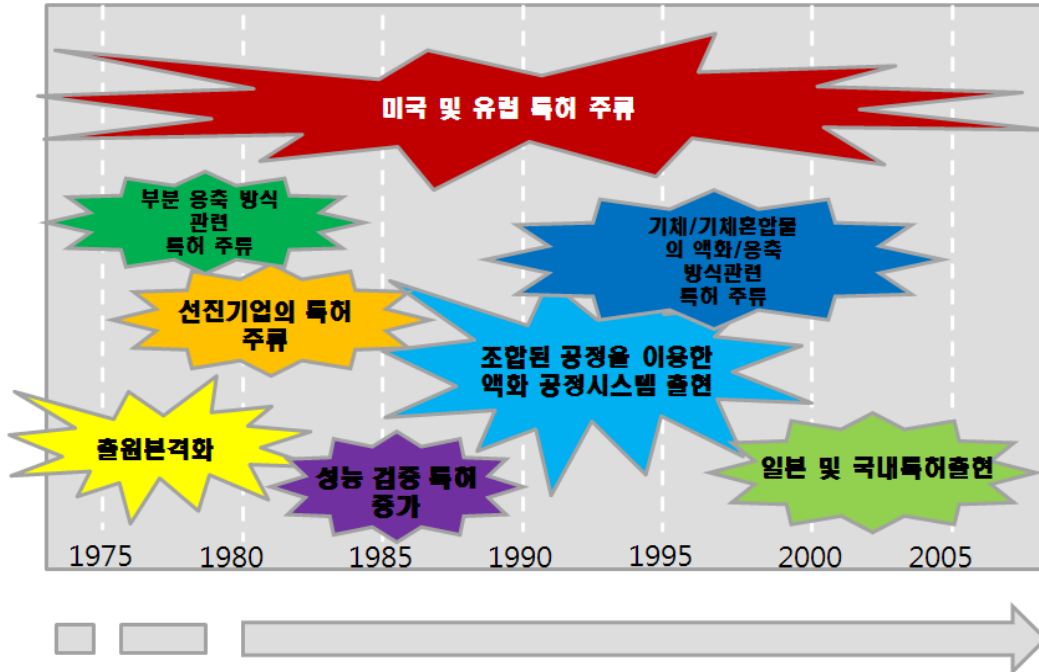 미국 및 유럽 특허 주류
부분 응축 방식
관련
특허 주류
기체/기체혼합물
의 액화/응축
방식관련
특허 주류
선진기업의 특허
주류
조합된 공정을 이용한
액화 공정시스템 출현
출원본격화
성능 검증 특허
증가
일본 및 국내특허출현
1975 1980 1985 1990 1995 2000 2005